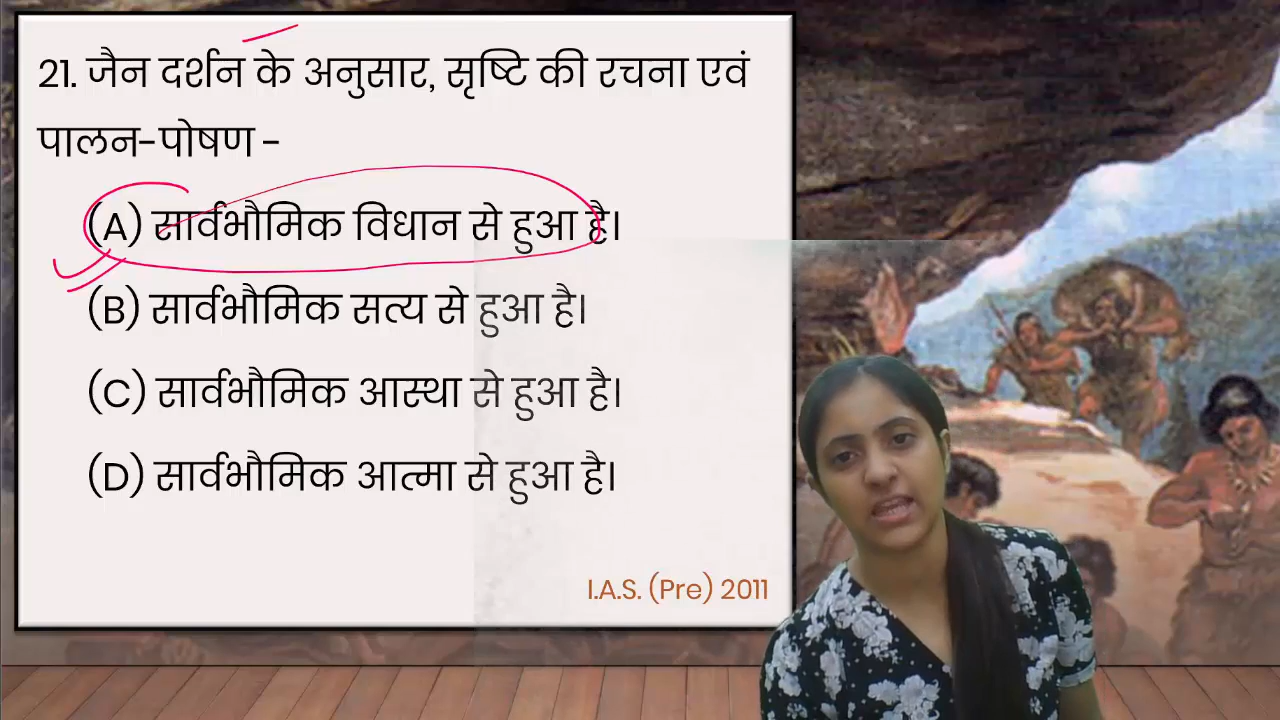 21. जैन दर्शन के अनुसार, सृष्टि की रचना एवं
पालन-पोषण -
(A) सार्वभौमिक विधान से हुआ है।
(B) सार्वभौमिक सत्य से हुआ है।
(C) सार्वभौमिक आस्था से हुआ है।
(D) सार्वभौमिक आत्मा से हुआ है।
I.A.S. (Pre) 2011